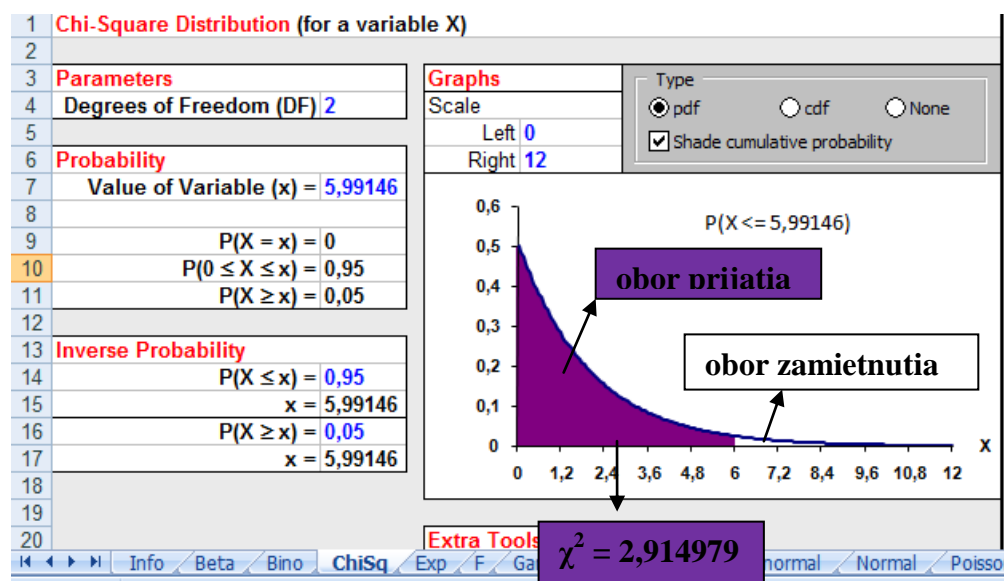 1 Chi-Square Distribution (for a variable X)
2
3 Parameters Graphs Type
4 Degrees of Freedom (DF) 2 Scale pdf cdf None
5 Left 0 Shade cumulative probability
6 Probability Right 12
7 Value of Variable (x) = 5,99146
8
9 P(X = x) = 0
10 P(0 ≤ X ≤ x) = 0,95
11 P(X ≥ x) = 0,05
12
13 Inverse Probability
14 P(X ≤ x) = 0,95
15 x = 5,99146
16 P(X ≥ x) = 0,05
17 x = 5,99146
18
19
20 Extra Tools
P(X <= 5,99146)
0,6
0,5
0,4
0,3
0,2
0,1
0
obor prijatia
obor zamietnutia
0 1,2 2,4 3,6 4,8 6 7,2 8,4 9,6 10,8 12 X
χ² = 2,914979
Info Beta Bino ChiSq Exp F Ga normal Normal Poisso